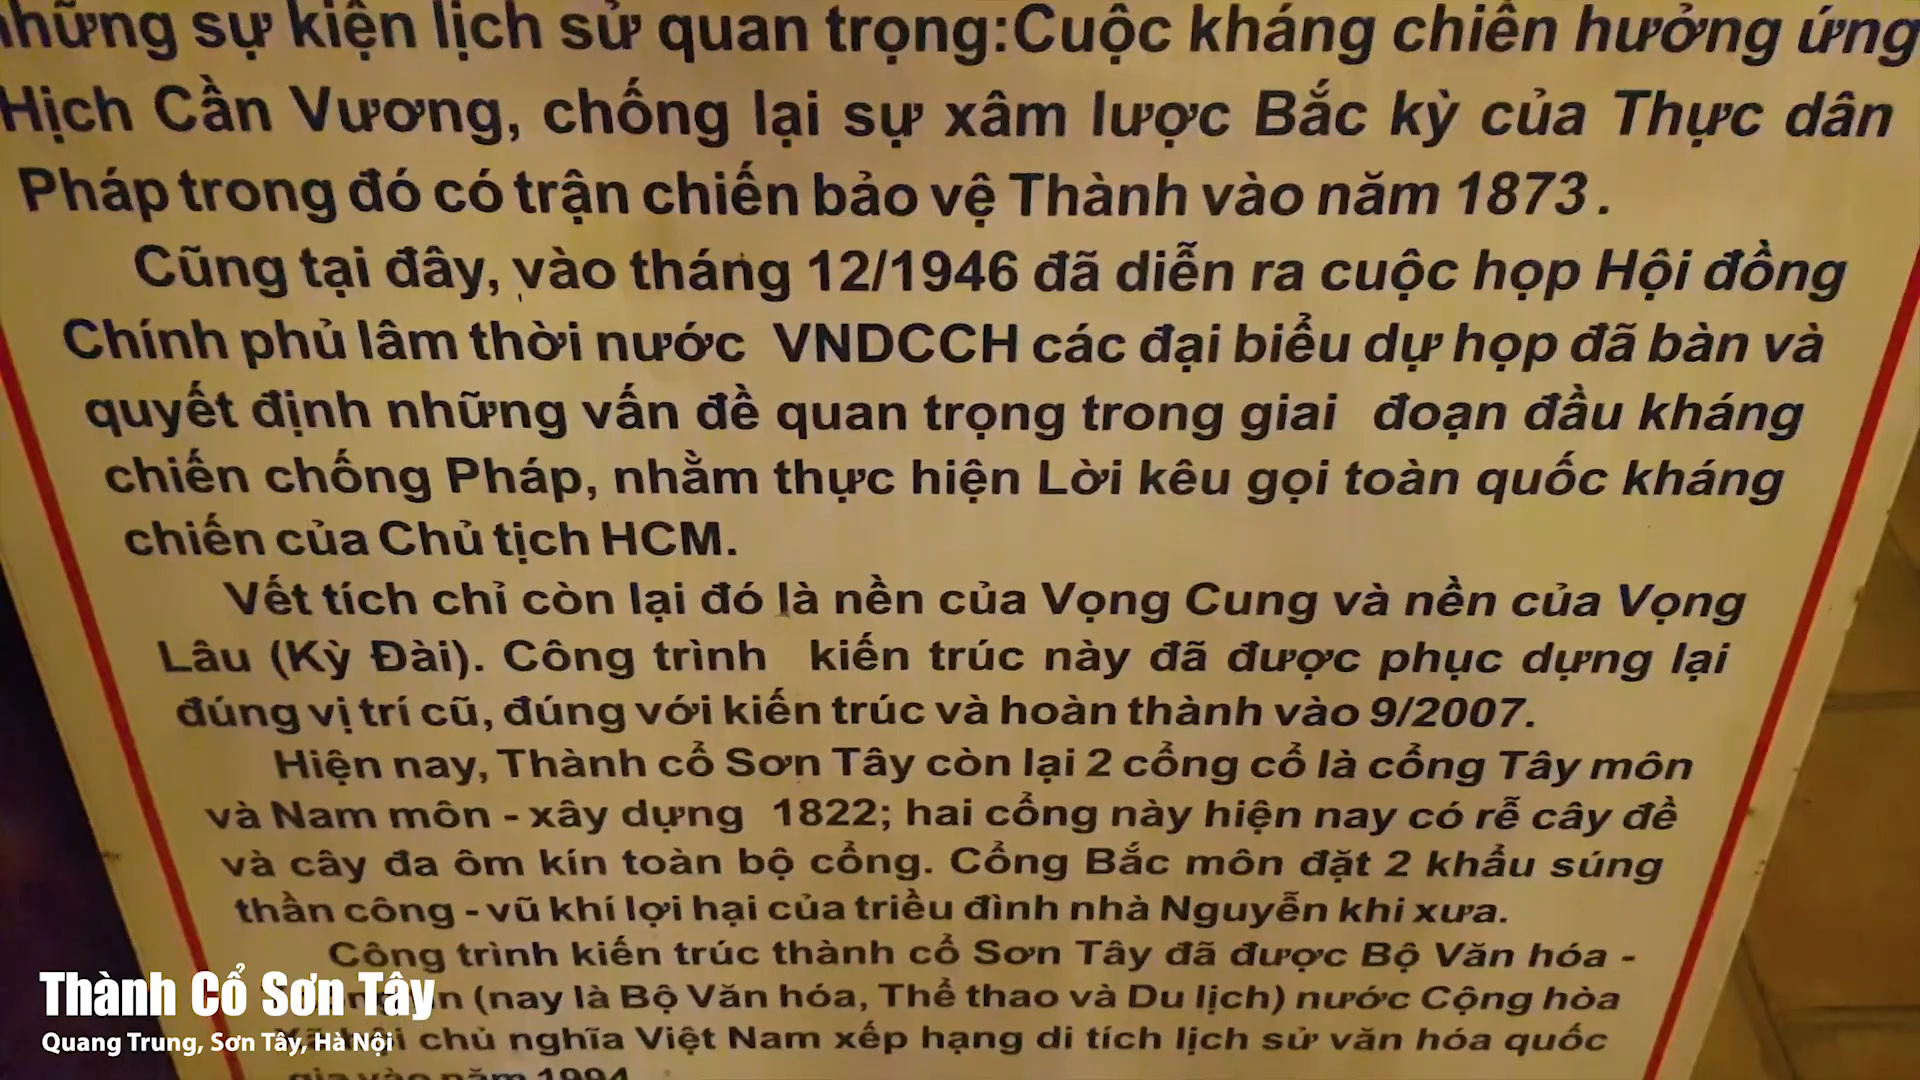 những sự kiện lịch sử quan trọng:Cuộc kháng chiến hưởng ứng
Hịch Cần Vương, chống lại sự xâm lược Bắc kỳ của Thực dân
Pháp trong đó có trận chiến bảo vệ Thành vào năm 1873.
Cũng tại đây, vào tháng 12/1946 đã diễn ra cuộc họp Hội đồng
Chính phủ lâm thời nước VNDCCH các đại biểu dự họp đã bàn và
quyết định những vấn đề quan trọng trong giai đoạn đầu kháng
chiến chống Pháp, nhằm thực hiện Lời kêu gọi toàn quốc kháng
chiến của Chủ tịch HCM.
Vết tích chỉ còn lại đó là nền của Vọng Cung và nền của Vọng
Lâu (Kỳ Đài). Công trình kiến trúc này đã được phục dựng lại
đúng vị trí cũ, đúng với kiến trúc và hoàn thành vào 9/2007.
Hiện nay, Thành cổ Sơn Tây còn lại 2 cổng cổ là cổng Tây môn
và Nam môn - xây dựng 1822; hai cổng này hiện nay có rễ cây đề
và cây đa ôm kín toàn bộ cổng. Cổng Bắc môn đặt 2 khẩu súng
thần công - vũ khí lợi hại của triều đình nhà Nguyễn khi xưa.
Công trình kiến trúc thành cổ Sơn Tây đã được Bộ Văn hóa -
(nay là Bộ Văn hóa, Thể thao và Du lịch) nước Cộng hòa
chủ nghĩa Việt Nam xếp hạng di tích lịch sử văn hóa quốc
gia vào năm 1994
Thành Cổ Sơn Tây
Quang Trung, Sơn Tây, Hà Nội